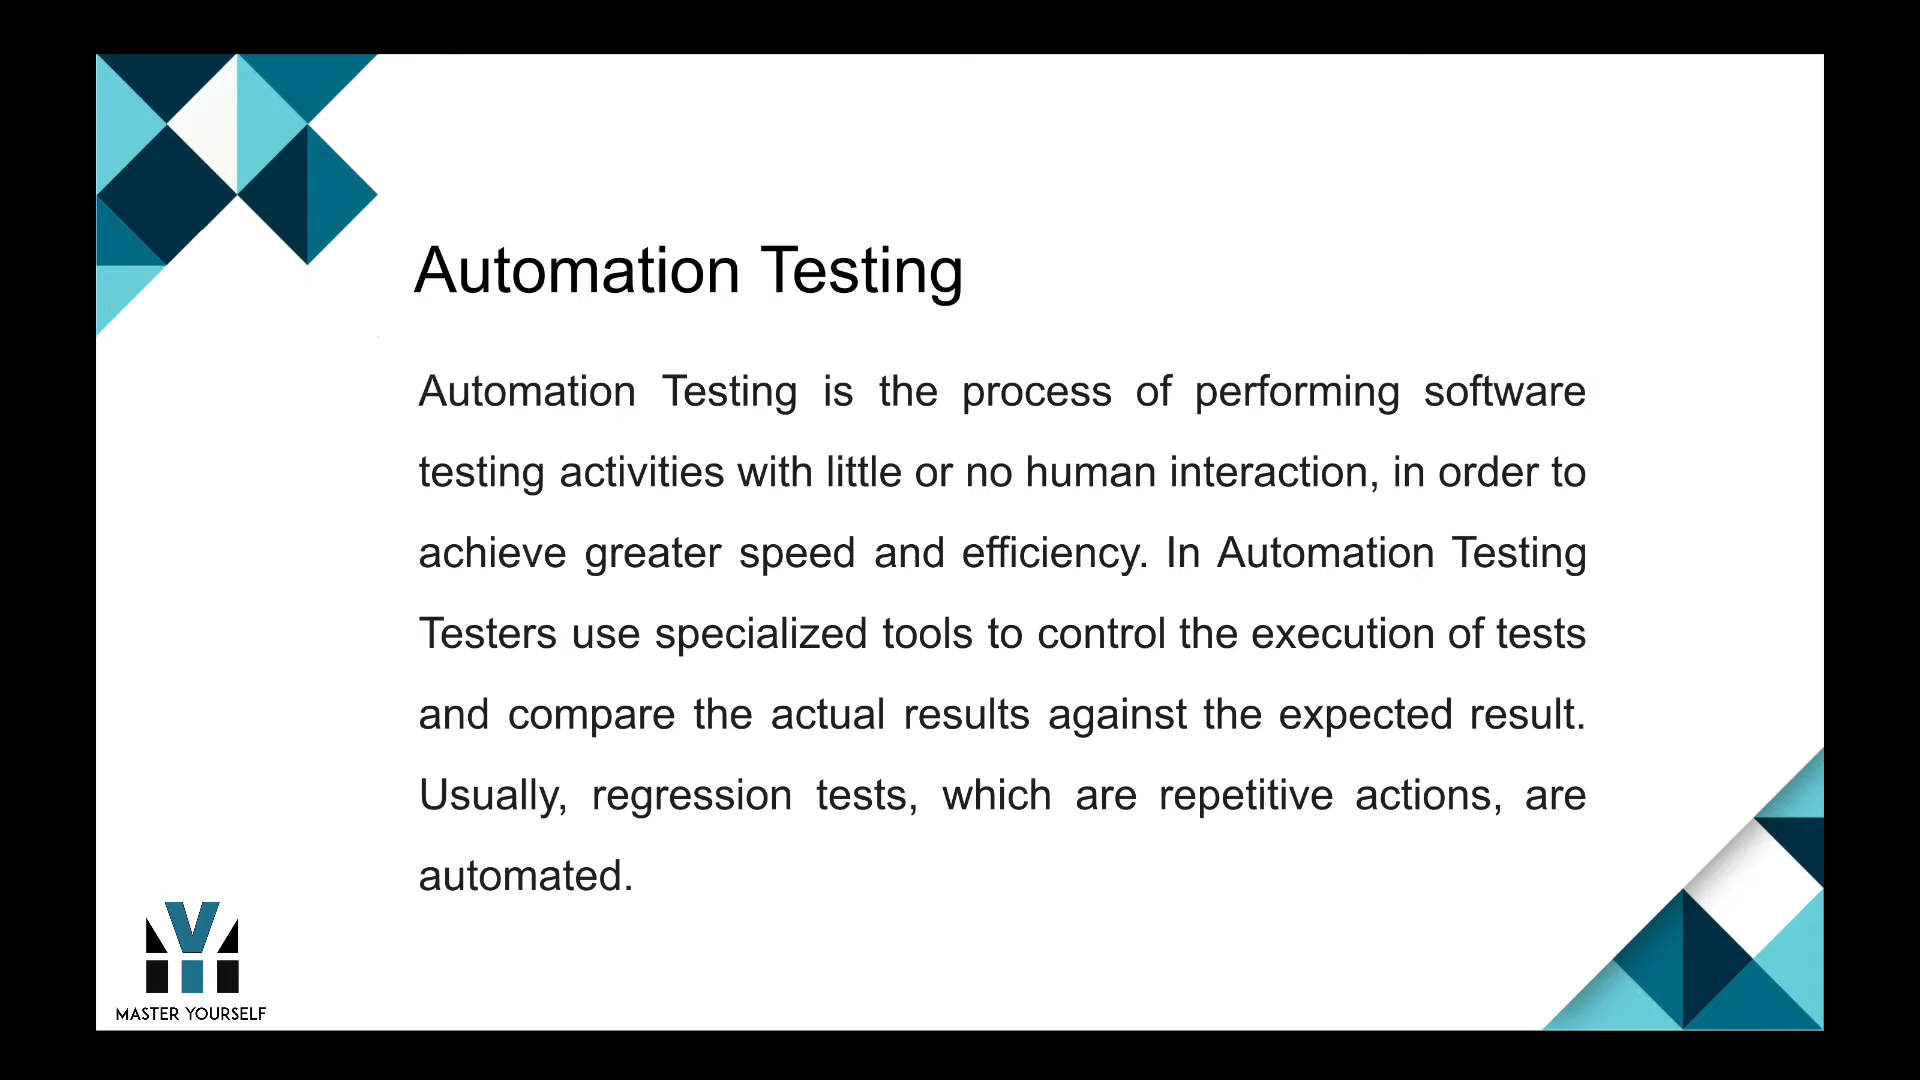 Automation Testing
Automation Testing is the process of performing software
testing activities with little or no human interaction, in order to
achieve greater speed and efficiency. In Automation Testing
Testers use specialized tools to control the execution of tests
and compare the actual results against the expected result.
Usually, regression tests, which are repetitive actions, are
automated.
MASTER YOURSELF